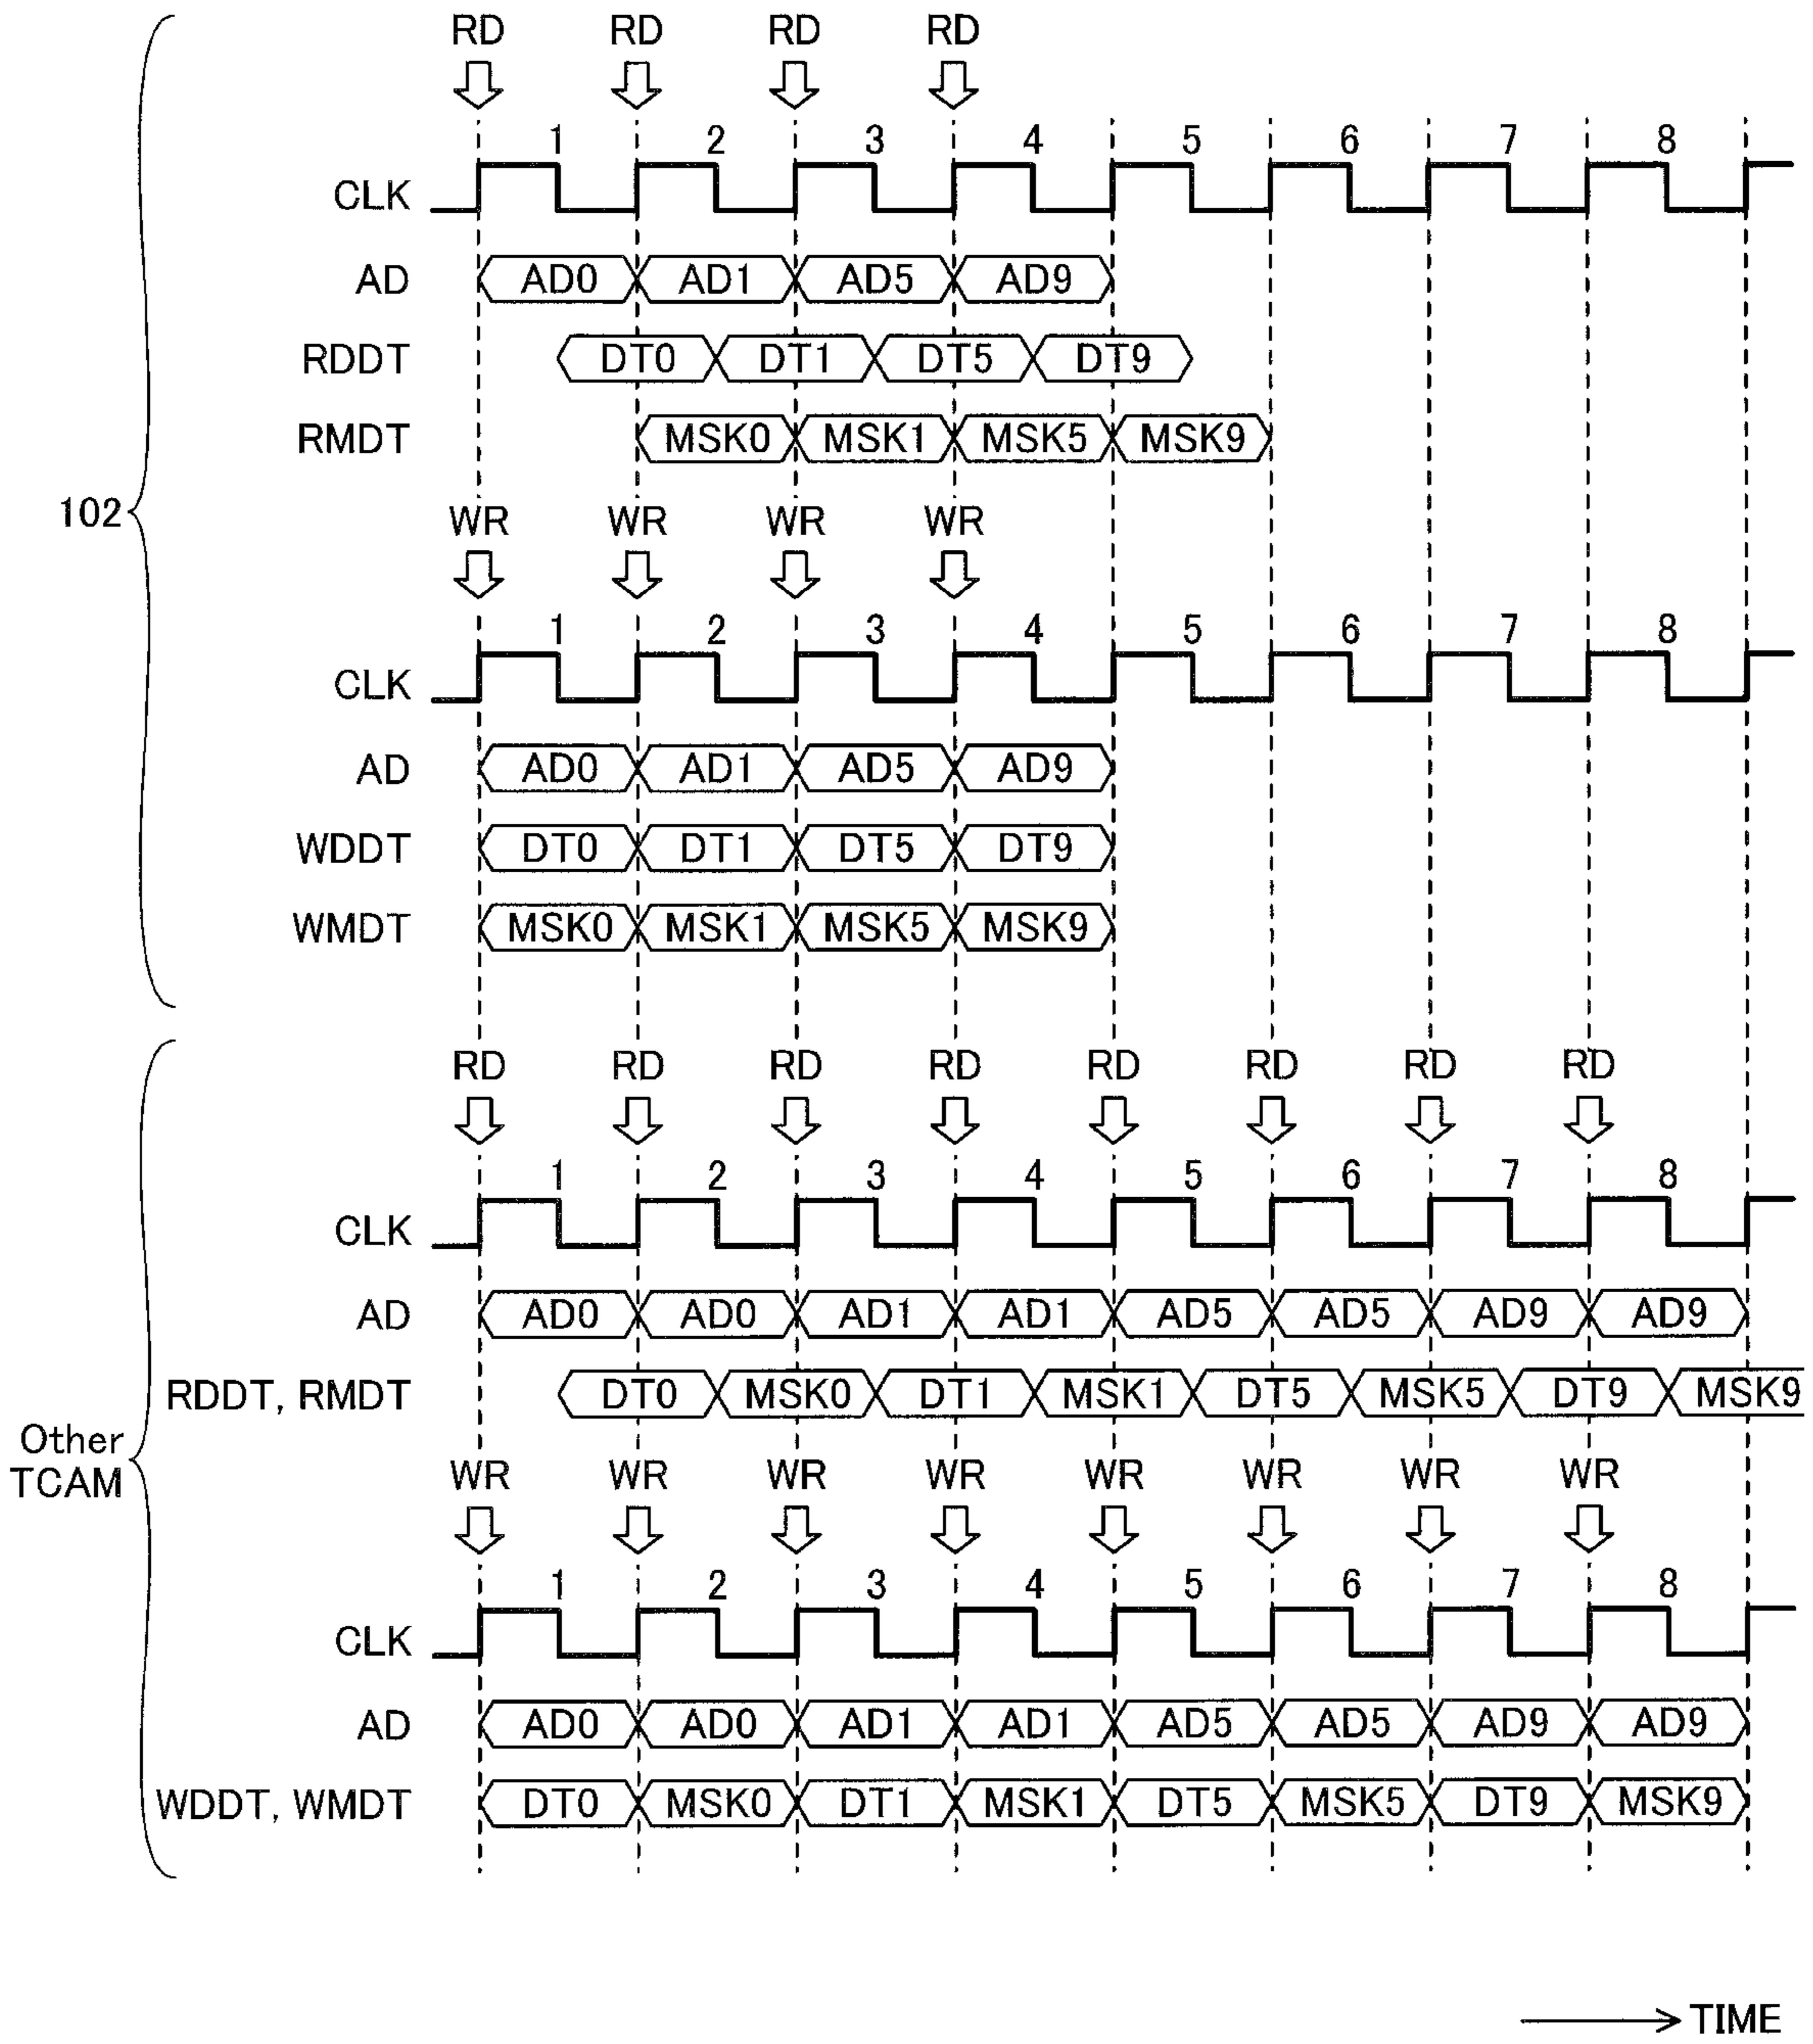 RD RD RD RD
1 2 3 4 5 6 7 8
CLK
AD AD0 AD1 AD5 AD9
RDDT DT0 DT1 DT5 DT9
RMDT MSK0 MSK1 MSK5 MSK9
102
WR WR WR WR
1 2 3 4 5 6 7 8
CLK
AD AD0 AD1 AD5 AD9
WDDT DT0 DT1 DT5 DT9
WMDT MSK0 MSK1 MSK5 MSK9
RD RD RD RD RD RD RD RD
1 2 3 4 5 6 7 8
CLK
AD AD0 AD0 AD1 AD1 AD5 AD5 AD9 AD9
RDDT, RMDT DT0 MSK0 DT1 MSK1 DT5 MSK5 DT9 MSK9
Other
TCAM
WR WR WR WR WR WR WR WR
1 2 3 4 5 6 7 8
CLK
AD AD0 AD0 AD1 AD1 AD5 AD5 AD9 AD9
WDDT, WMDT DT0 MSK0 DT1 MSK1 DT5 MSK5 DT9 MSK9
TIME